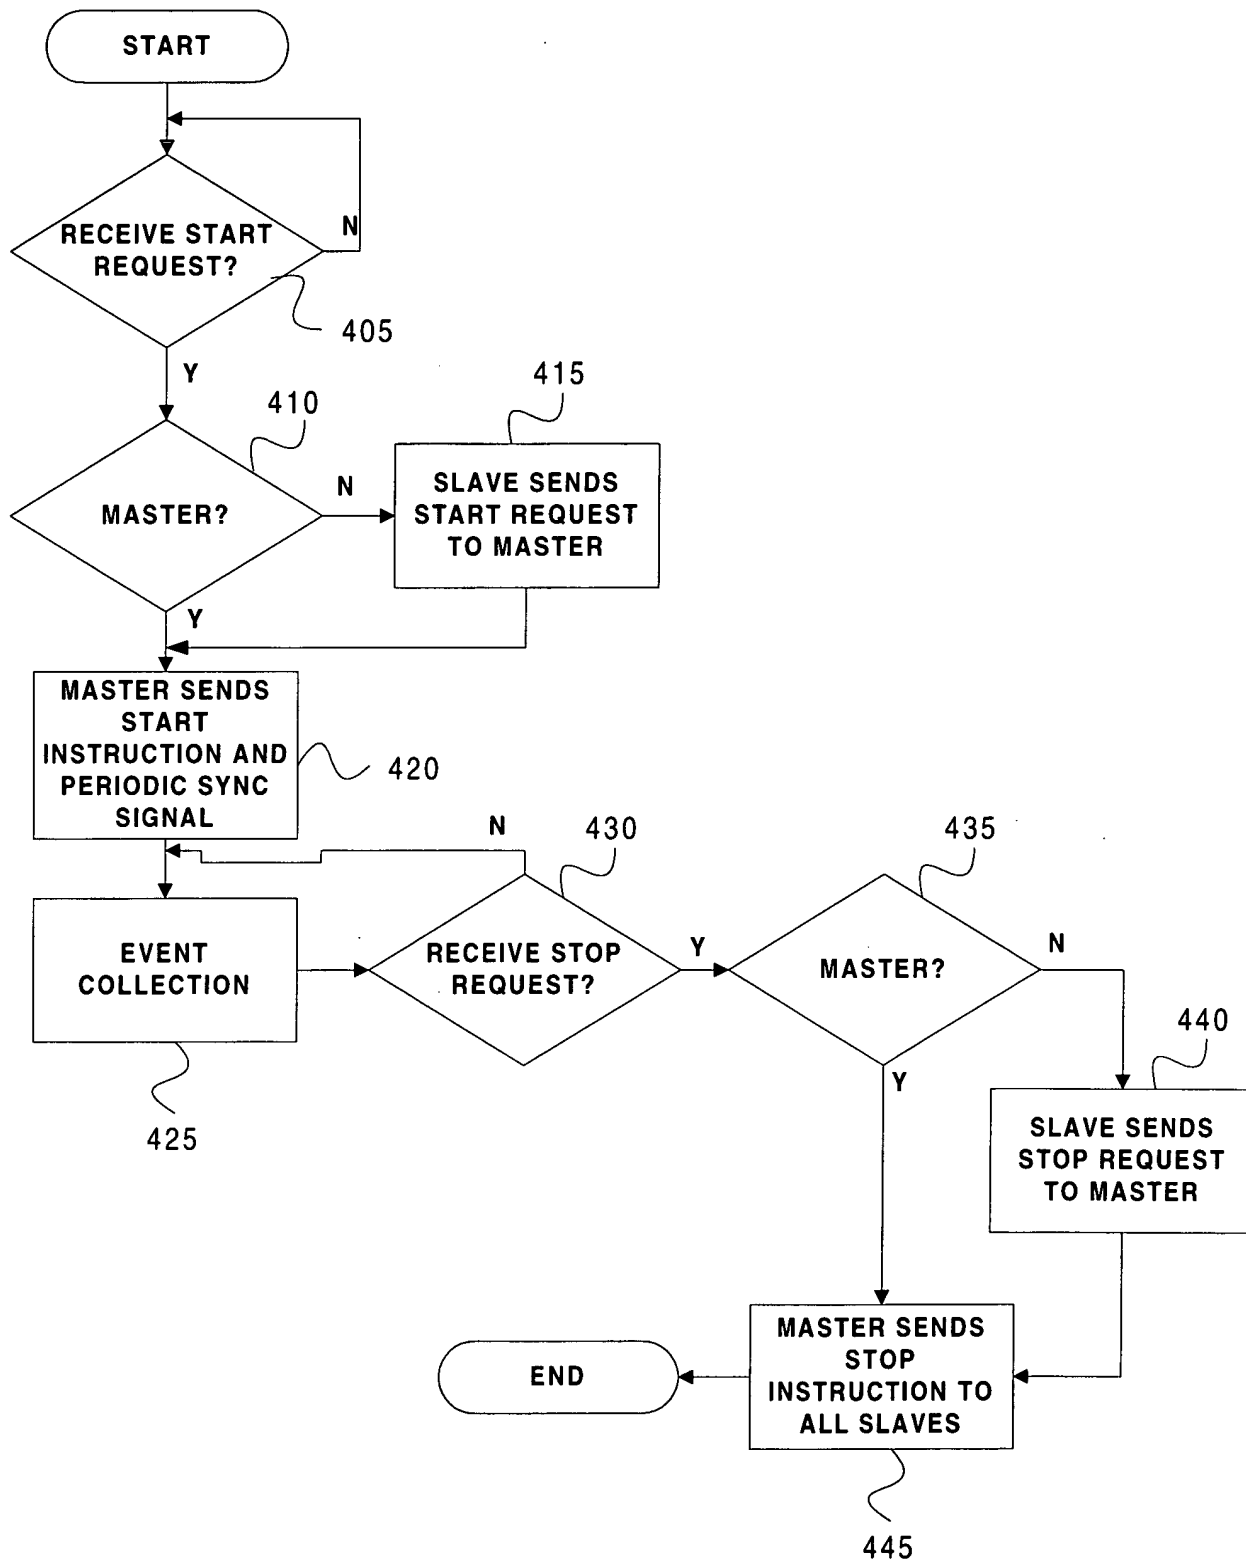 START
N
RECEIVE START
REQUEST?
405
Y
410
415
MASTER?
N
SLAVE SENDS
START REQUEST
TO MASTER
Y
MASTER SENDS
START
INSTRUCTION AND
PERIODIC SYNC
SIGNAL
420
N
430
435
EVENT
COLLECTION
425
RECEIVE STOP
REQUEST?
Y
MASTER?
N
440
Y
SLAVE SENDS
STOP REQUEST
TO MASTER
MASTER SENDS
STOP
INSTRUCTION TO
ALL SLAVES
END
445